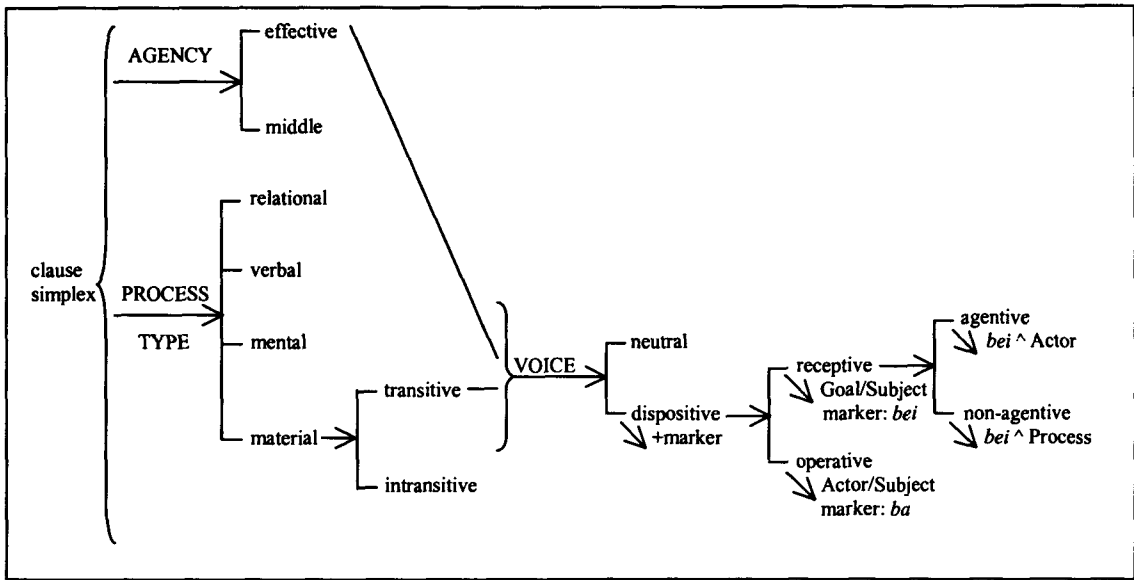 effective
AGENCY
middle
relational
clause
simplex
verbal
PROCESS
TYPE
mental
transitive
material
intransitive
VOICE
neutral
dispositive
+marker
receptive
Goal/Subject
marker: bei
operative
Actor/Subject
marker: ba
agentive
bei ^ Actor
non-agentive
bei ^ Process